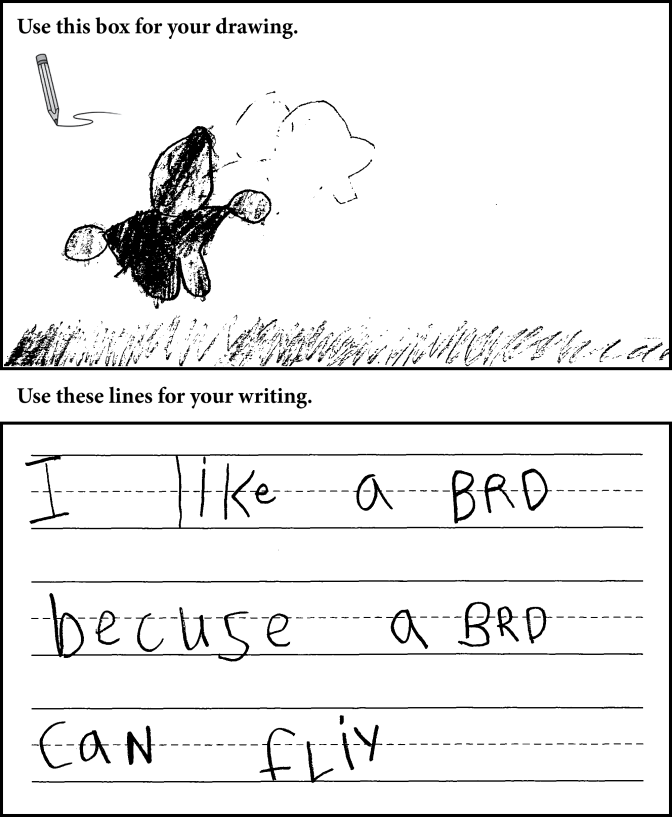 Use this box for your drawing.
Use these lines for your writing.
I like a BRD
becuse a BRD
CaN fLiy